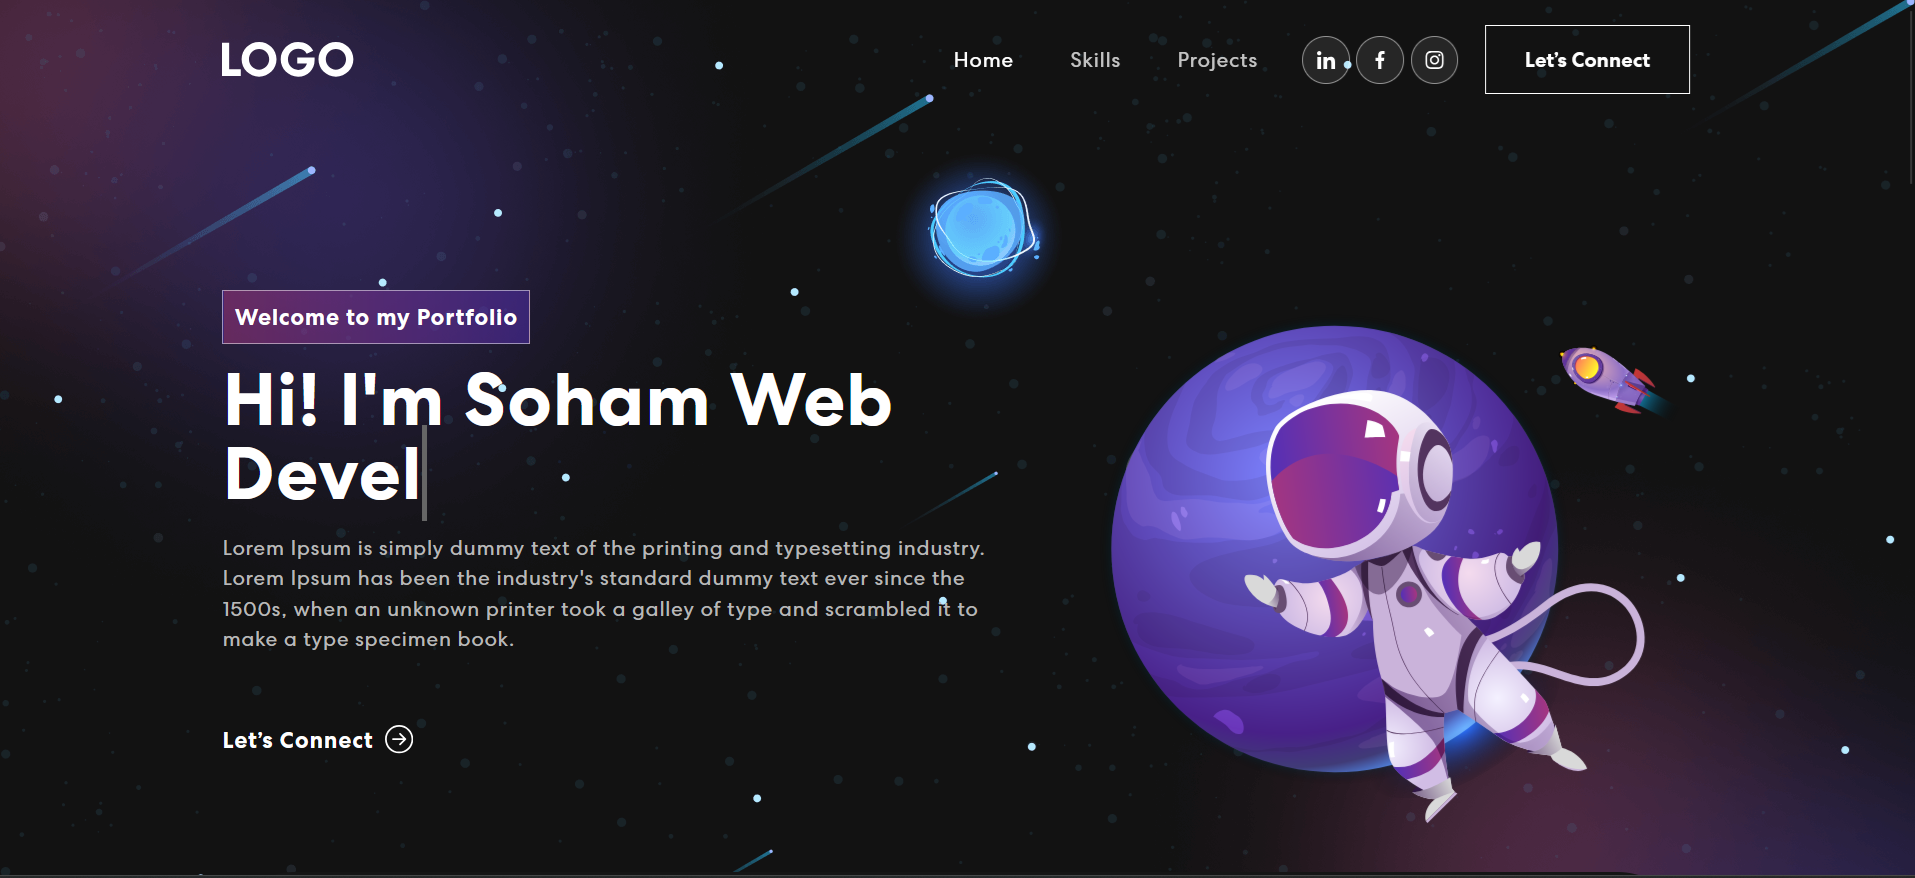 LOGO
Home
Skills
Projects
in
f
Let's Connect
Welcome to my Portfolio
Hi! I'm Soham Web
Devel
Lorem Ipsum is simply dummy text of the printing and typesetting industry.
Lorem Ipsum has been the industry's standard dummy text ever since the
1500s, when an unknown printer took a galley of type and scrambled it to
make a type specimen book.
Let's Connect